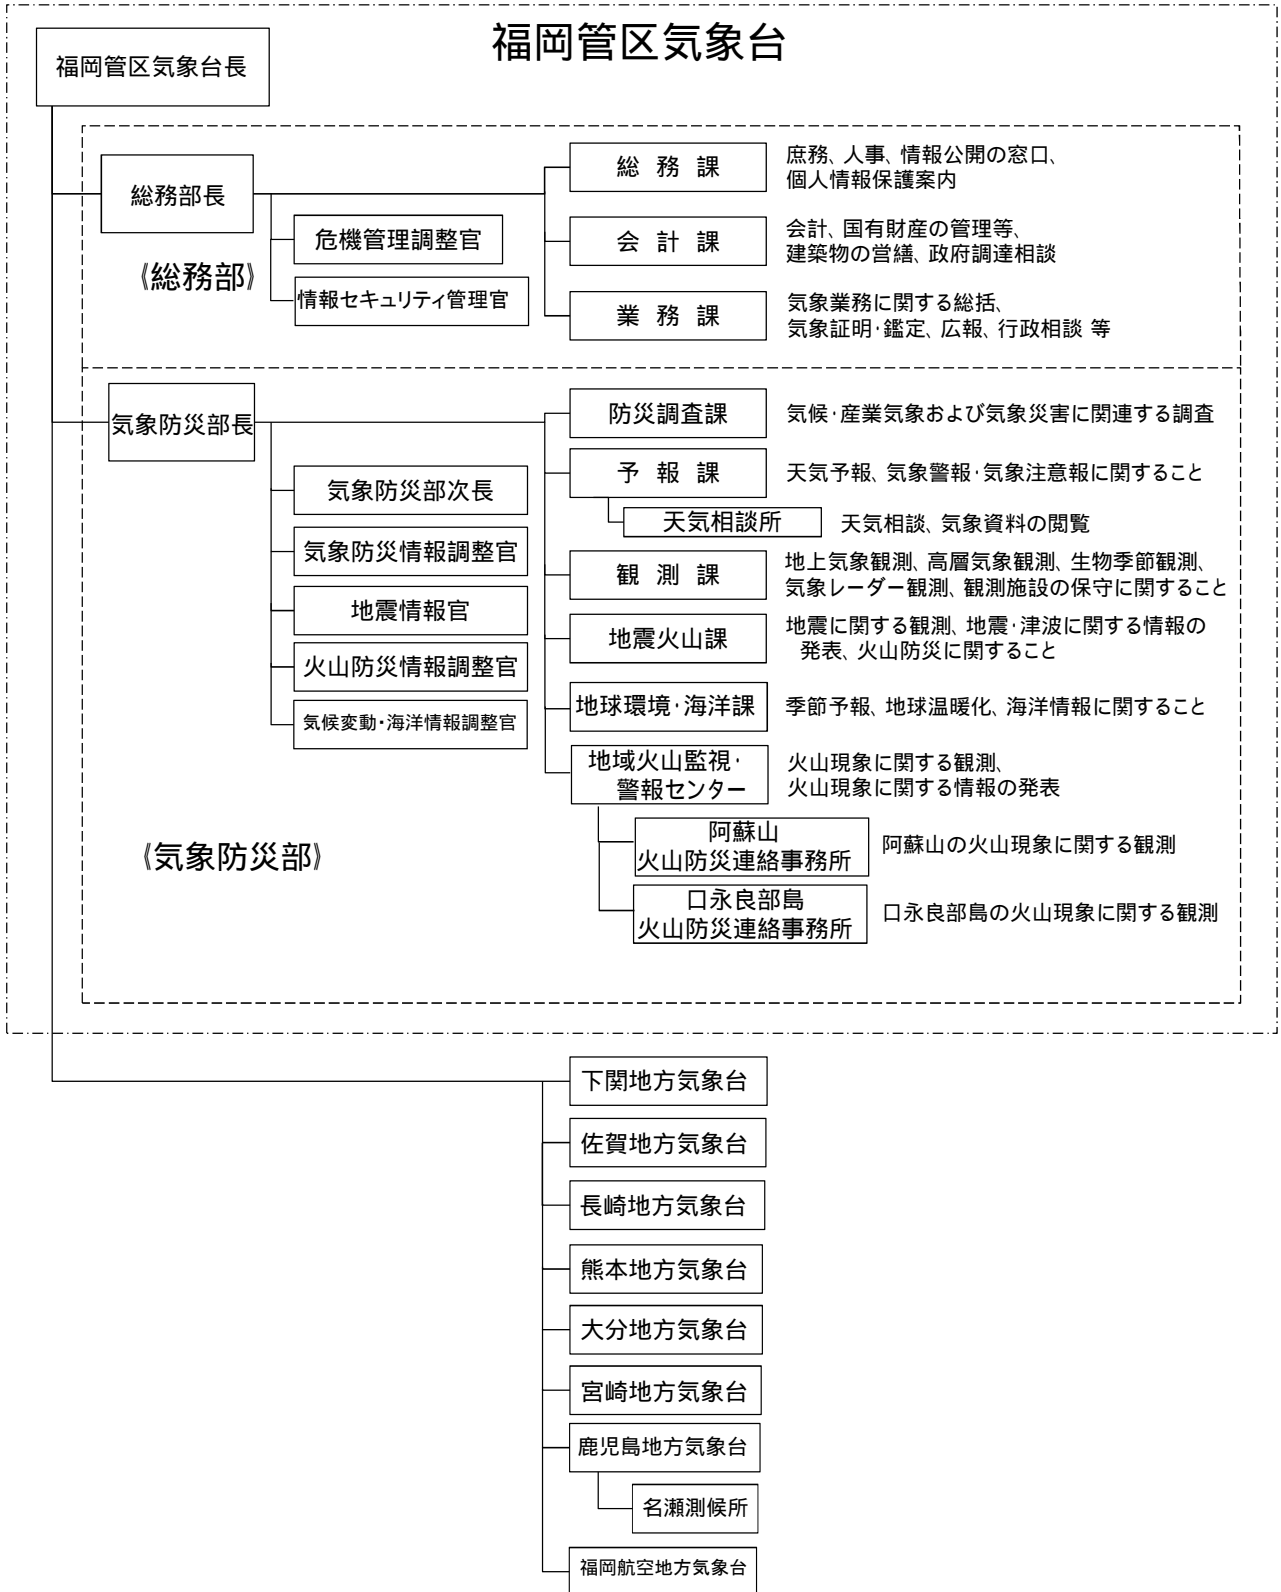 福岡管区気象台
福岡管区気象台長
総務部長
《総務部》
危機管理調整官
情報セキュリティ管理官
総務課
庶務、人事、情報公開の窓口、
個人情報保護案内
会計課
会計、国有財産の管理等、
建築物の営繕、政府調達相談
業務課
気象業務に関する総括、
気象証明・鑑定、広報、行政相談 等
気象防災部長
気象防災部次長
気象防災情報調整官
地震情報官
火山防災情報調整官
気候変動・海洋情報調整官
《気象防災部》
防災調査課
気候・産業気象および気象災害に関連する調査
予報課
天気予報、気象警報・気象注意報に関すること
天気相談所
天気相談、気象資料の閲覧
観測課
地上気象観測、高層気象観測、生物季節観測、
気象レーダー観測、観測施設の保守に関すること
地震火山課
地震に関する観測、地震・津波に関する情報の
発表、火山防災に関すること
地球環境・海洋課
季節予報、地球温暖化、海洋情報に関すること
地域火山監視・
警報センター
火山現象に関する観測、
火山現象に関する情報の発表
阿蘇山
火山防災連絡事務所
阿蘇山の火山現象に関する観測
口永良部島
火山防災連絡事務所
口永良部島の火山現象に関する観測
下関地方気象台
佐賀地方気象台
長崎地方気象台
熊本地方気象台
大分地方気象台
宮崎地方気象台
鹿児島地方気象台
名瀬測候所
福岡航空地方気象台